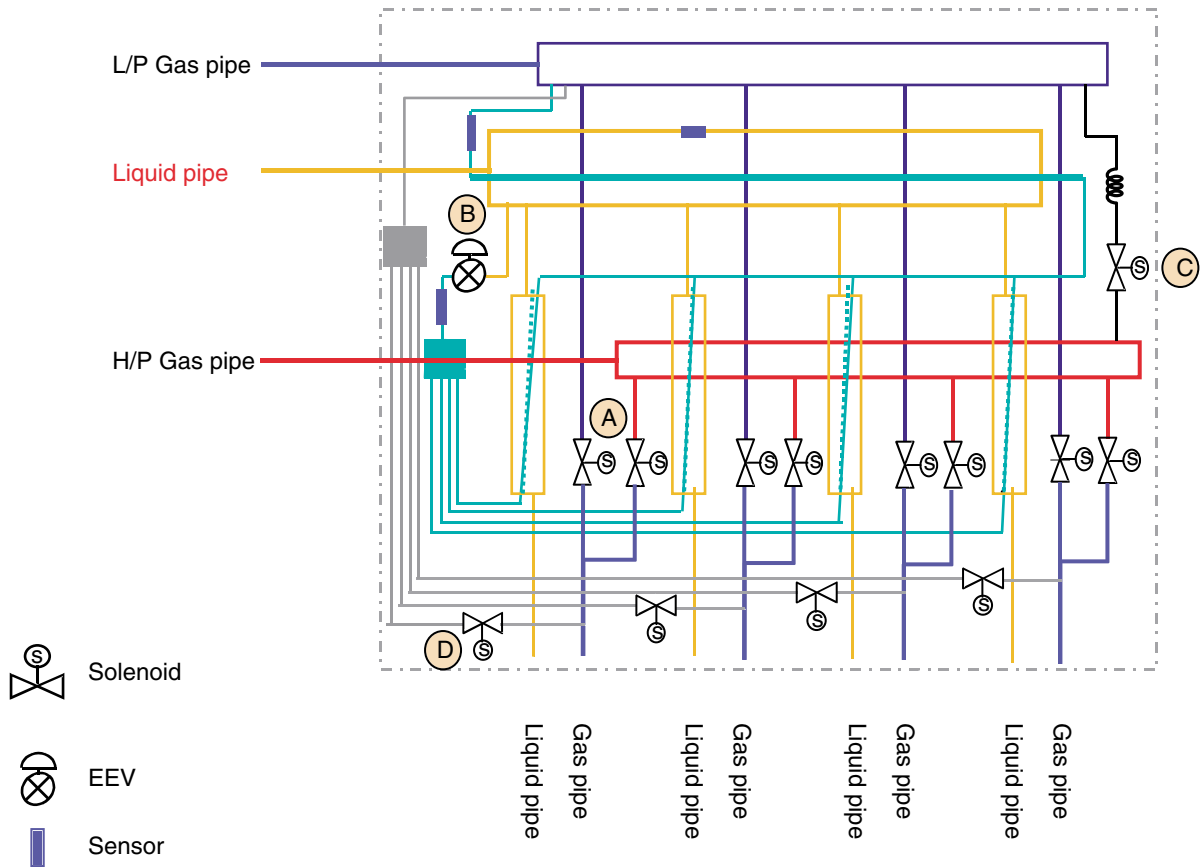 L/P Gas pipe
Liquid pipe
B
S
C
H/P Gas pipe
A
S
S
S
S
S
S
S
S
S
S
S
D
S
S
Solenoid
EEV
Sensor
Liquid pipe
Gas pipe
Liquid pipe
Gas pipe
Liquid pipe
Gas pipe
Liquid pipe
Gas pipe